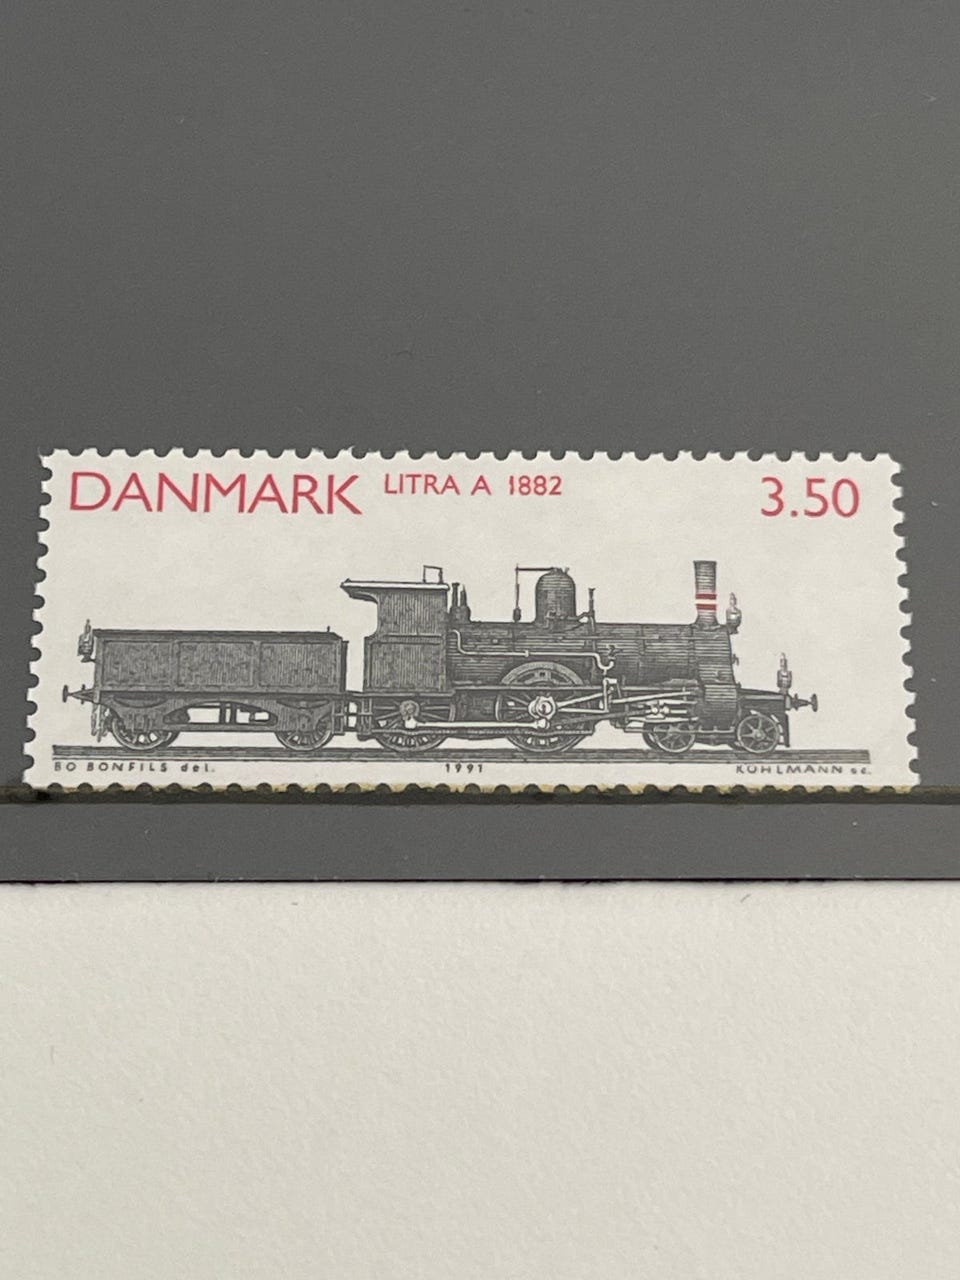 DANMARK LITRA A 1882 3.50
BO BONFILS del. 1991 KÜHLMANN sc.